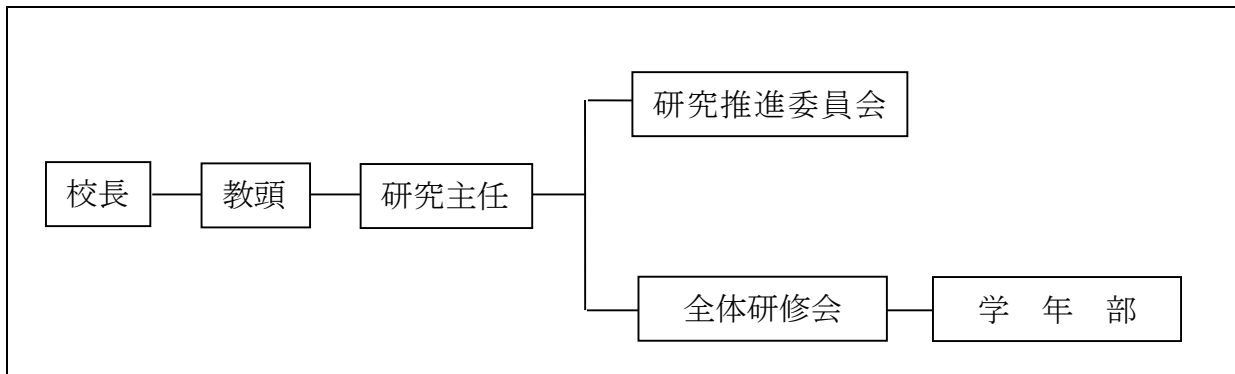 研究推進委員会
校長
教頭
研究主任
全体研修会
学 年 部